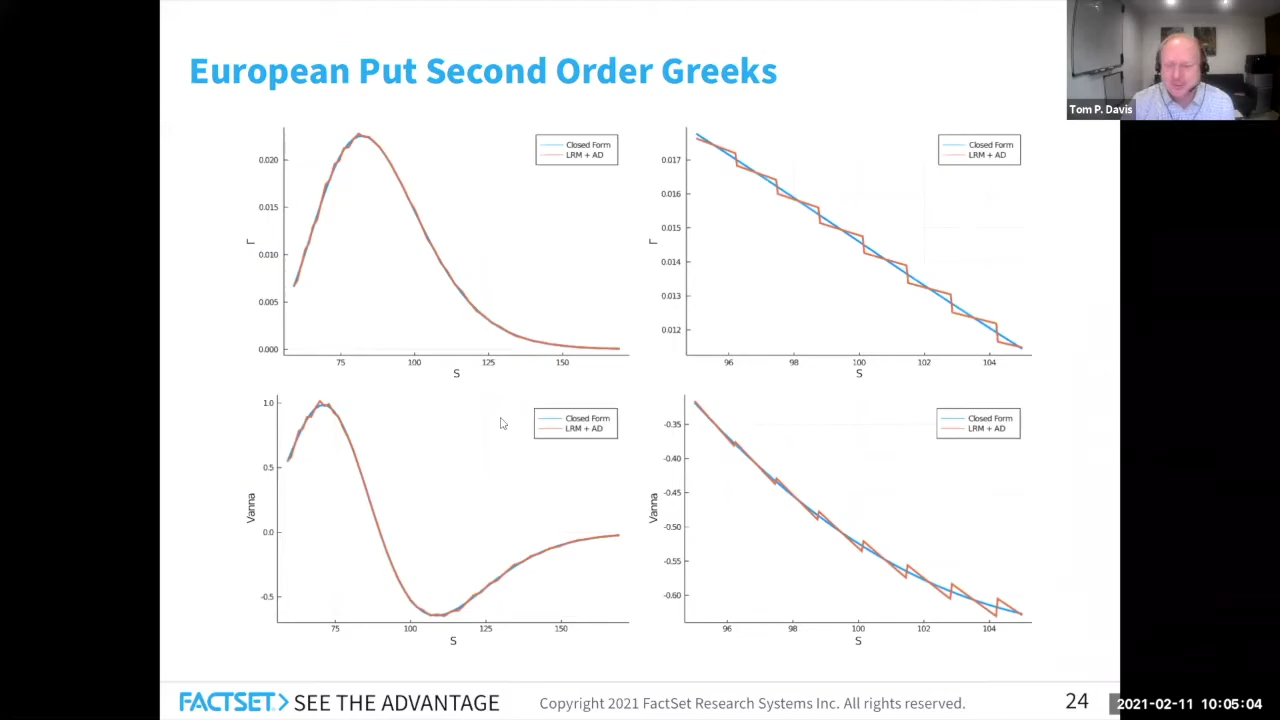 European Put Second Order Greeks
Tom P. Davis
Closed Form
LRM + AD
0.020
0.015
0.010
0.005
0.000
Γ
75
100
125
150
S
Closed Form
LRM + AD
0.017
0.016
0.015
0.014
0.013
0.012
Γ
96
98
100
102
104
S
Closed Form
LRM + AD
1.0
0.5
0.0
-0.5
Vanna
75
100
125
150
S
Closed Form
LRM + AD
-0.35
-0.40
-0.45
-0.50
-0.55
-0.60
Vanna
96
98
100
102
104
S
FACTSET SEE THE ADVANTAGE
Copyright 2021 FactSet Research Systems Inc. All rights reserved.
24
2021-02-11 10:05:04